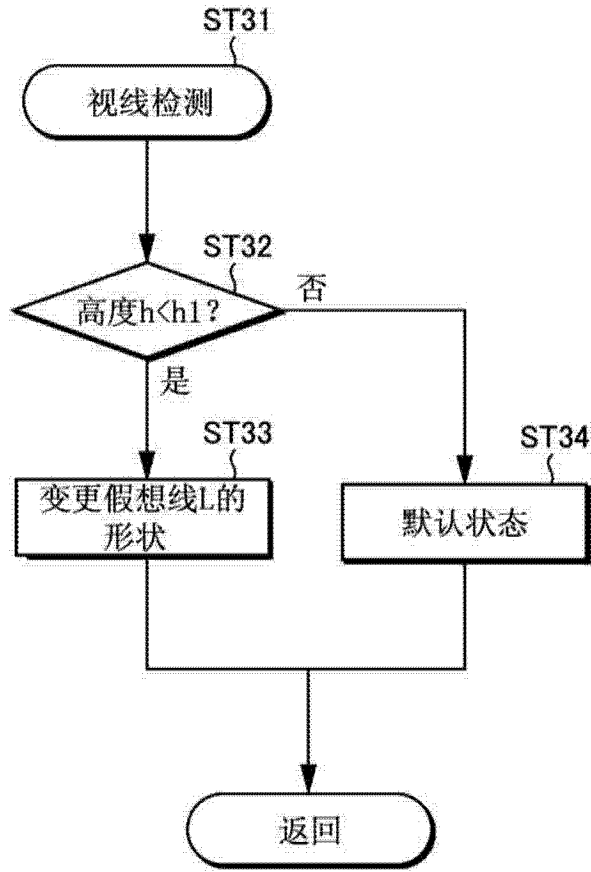 ST31
视线检测
ST32
高度h<h1?
否
是
ST33
变更假想线L的
形状
ST34
默认状态
返回